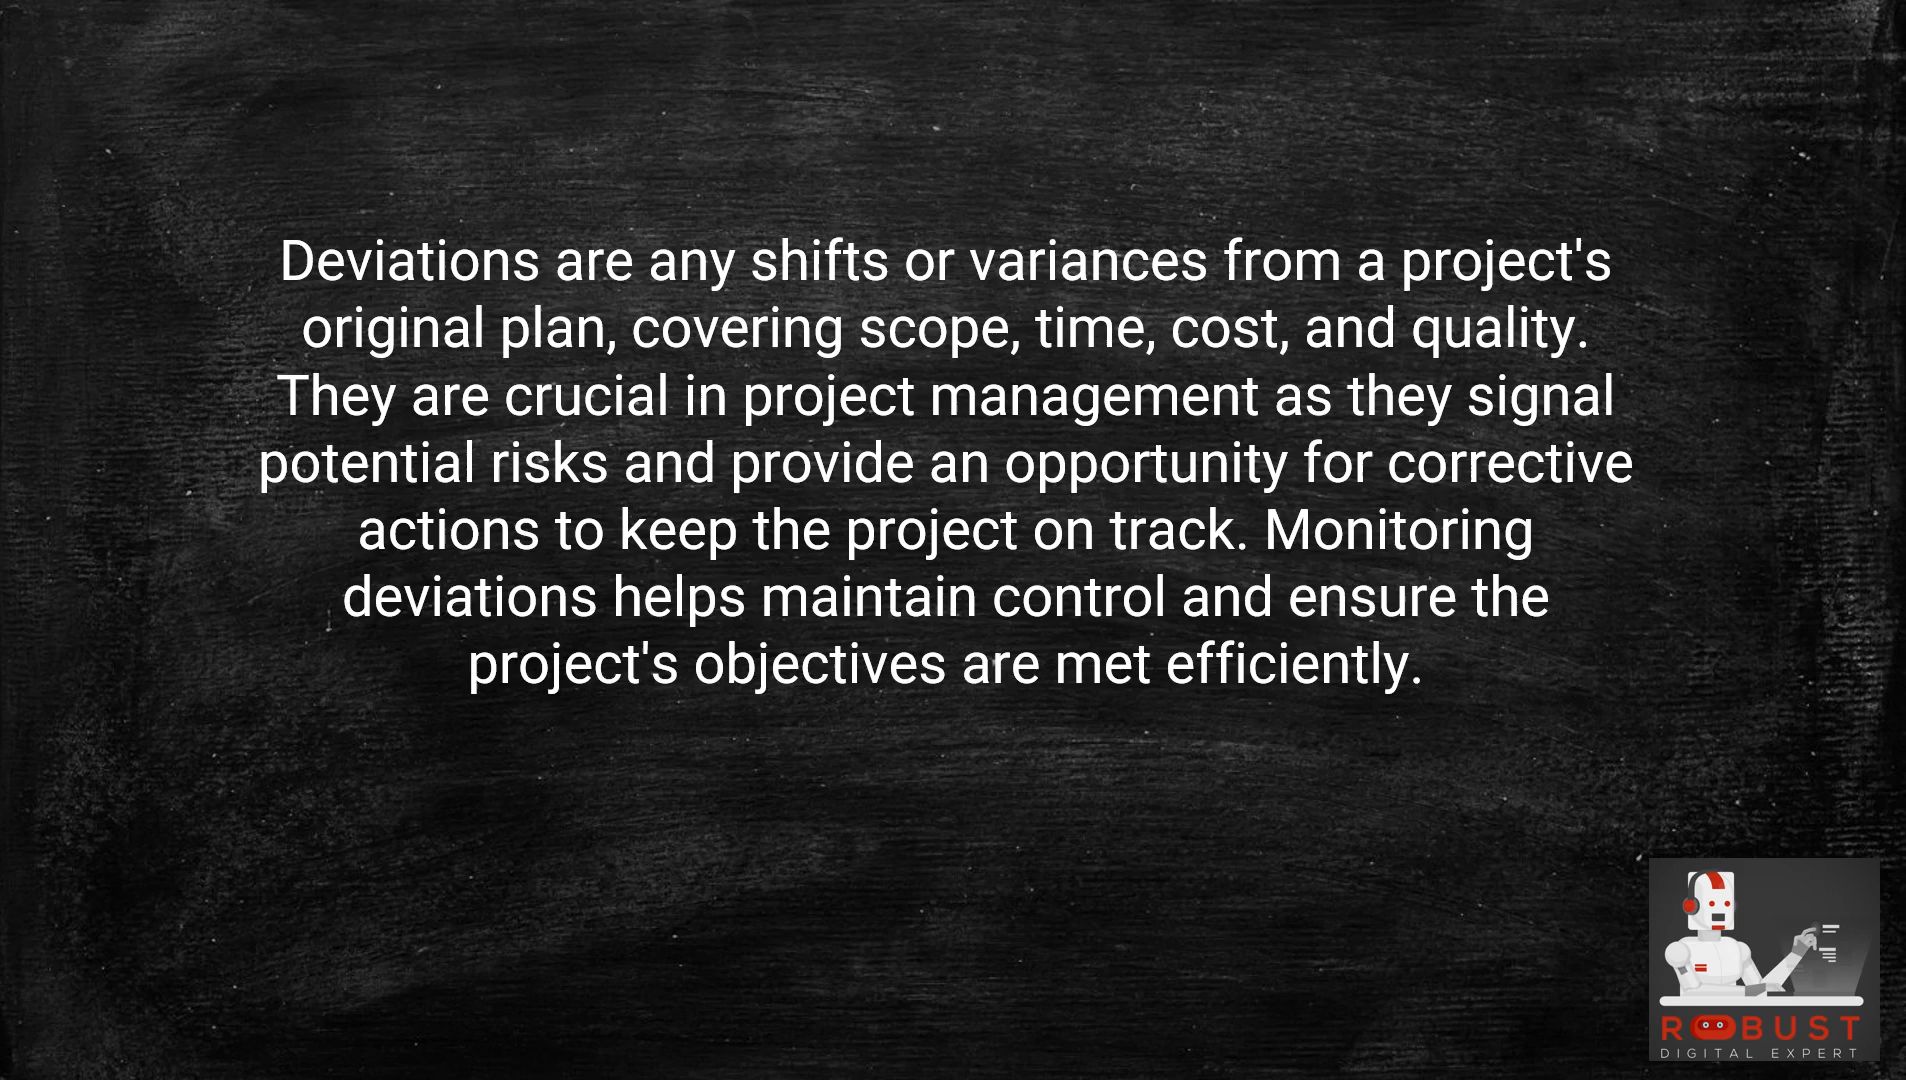 Deviations are any shifts or variances from a project's
original plan, covering scope, time, cost, and quality.
They are crucial in project management as they signal
potential risks and provide an opportunity for corrective
actions to keep the project on track. Monitoring
deviations helps maintain control and ensure the
project's objectives are met efficiently.
ROBUST
DIGITAL EXPERT